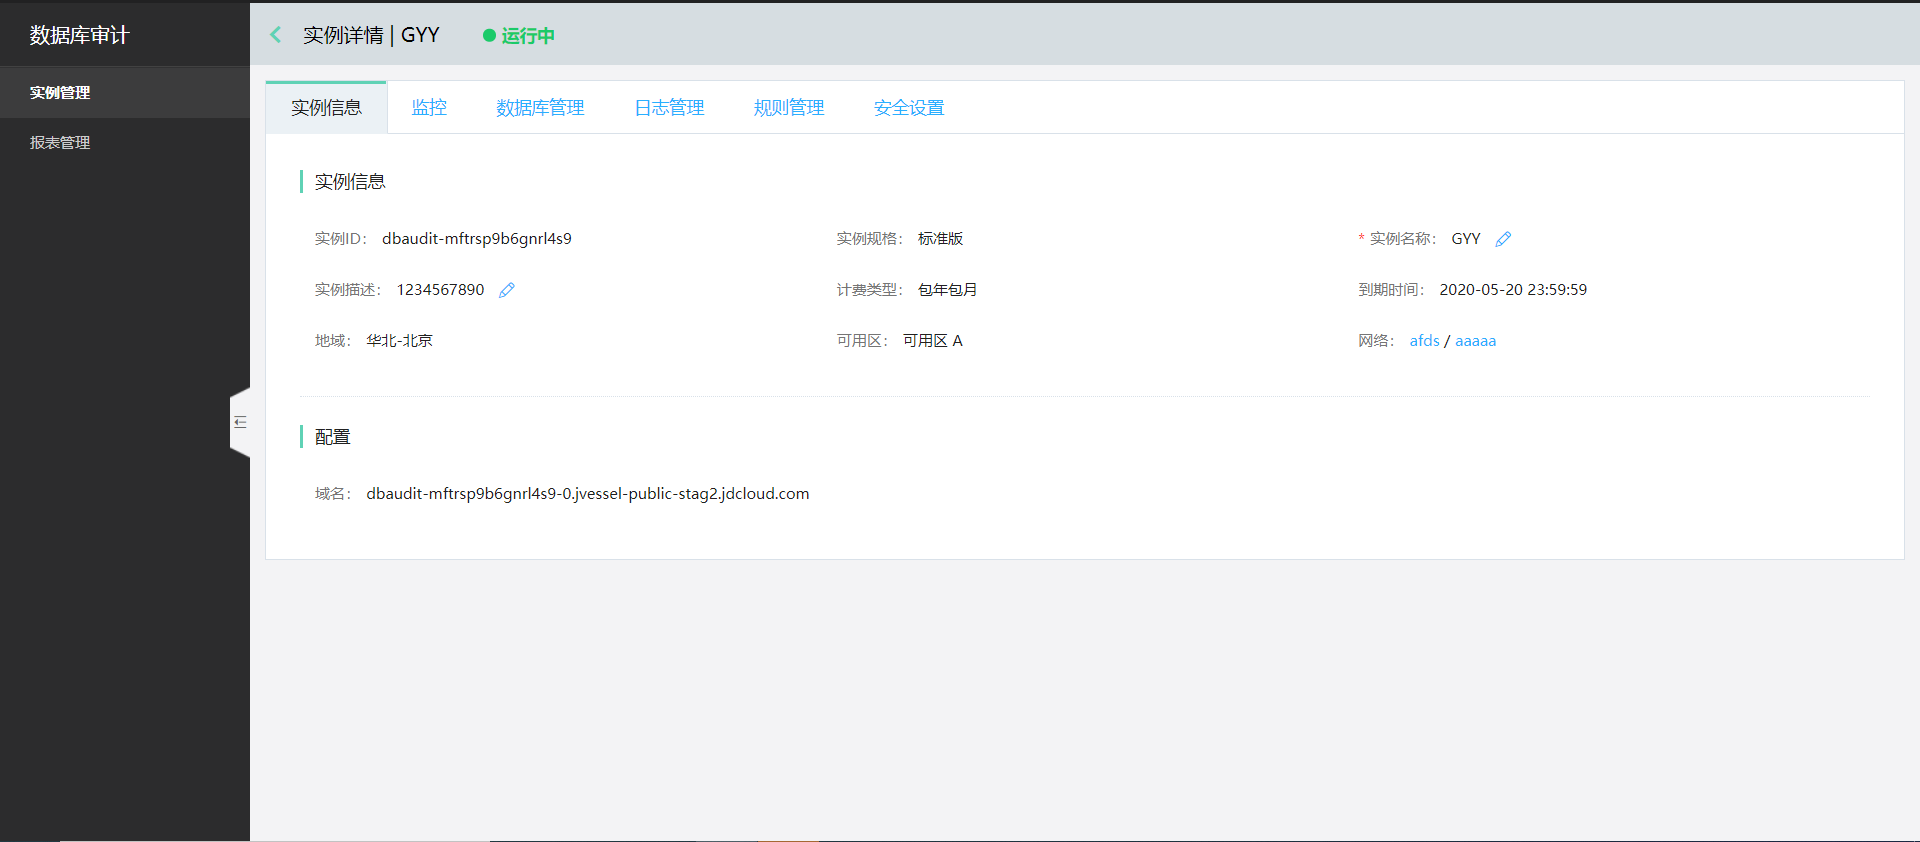 数据库审计
实例管理
报表管理
实例详情 | GYY 运行中
实例信息 监控 数据库管理 日志管理 规则管理 安全设置
实例信息
实例ID： dbaudit-mftrsp9b6gnrl4s9 实例规格： 标准版 * 实例名称： GYY
实例描述： 1234567890 计费类型： 包年包月 到期时间： 2020-05-20 23:59:59
地域： 华北-北京 可用区： 可用区 A 网络： afds / aaaaa
配置
域名： dbaudit-mftrsp9b6gnrl4s9-0.jvessel-public-stag2.jdcloud.com